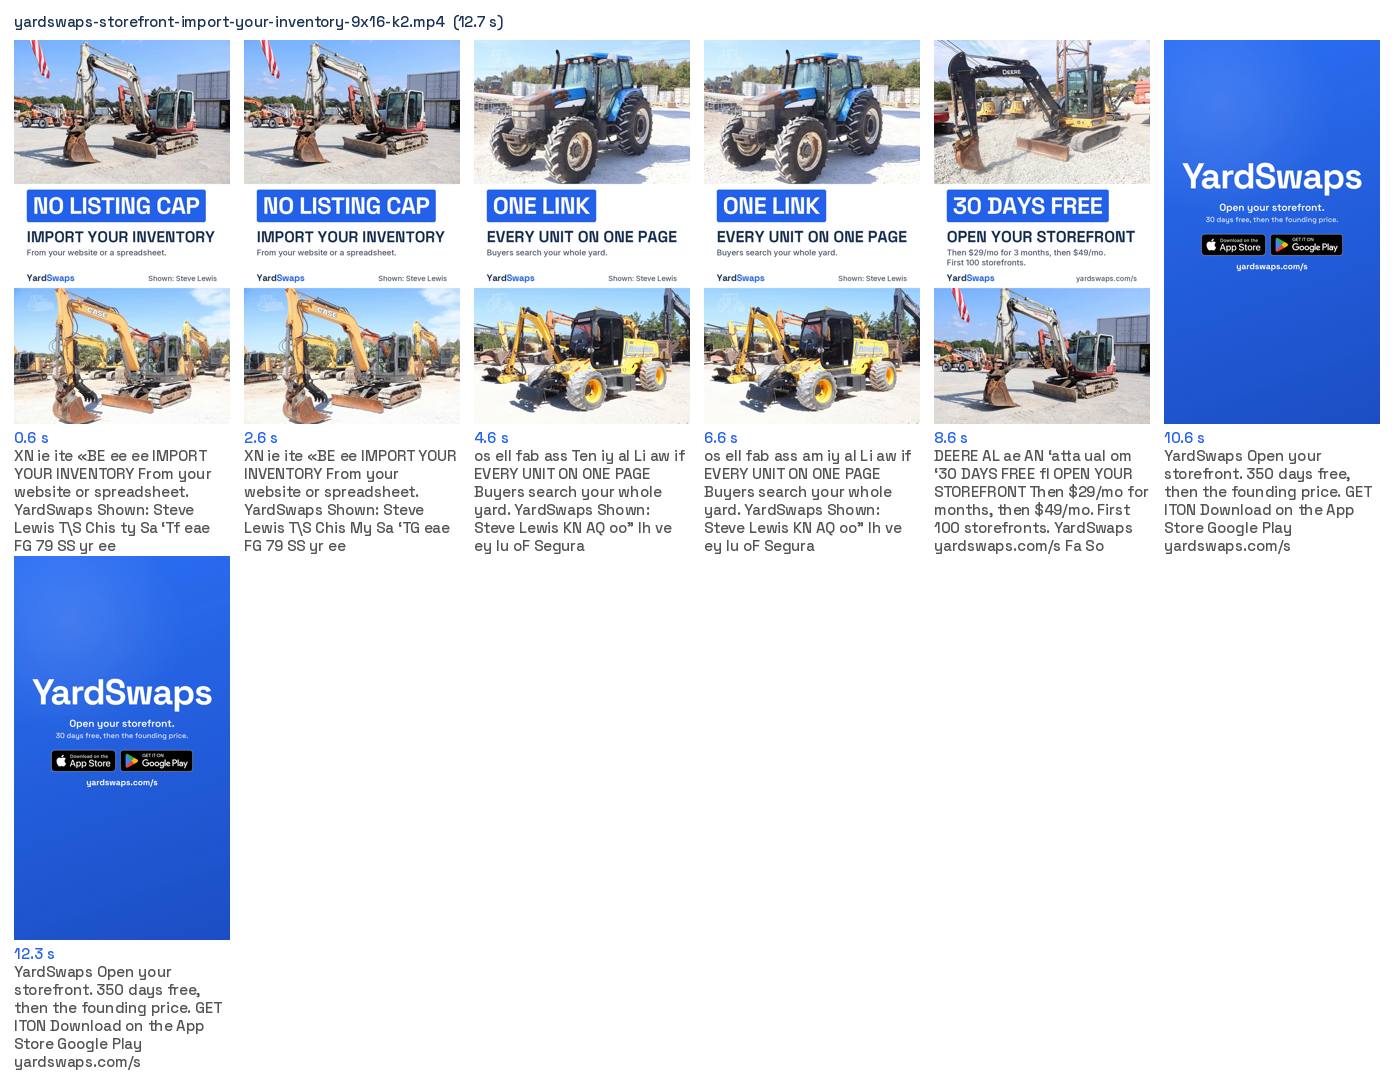 yardswaps-storefront-import-your-inventory-9x16-k2.mp4 (12.7 s)
NO LISTING CAP
IMPORT YOUR INVENTORY
From your website or a spreadsheet.
YardSwaps Shown: Steve Lewis
CASE
0.6 s
XN ie ite «BE ee ee IMPORT
YOUR INVENTORY From your
website or spreadsheet.
YardSwaps Shown: Steve
Lewis T\S Chis ty Sa ‘Tf eae
FG 79 SS yr ee
NO LISTING CAP
IMPORT YOUR INVENTORY
From your website or a spreadsheet.
YardSwaps Shown: Steve Lewis
CASE
2.6 s
XN ie ite «BE ee IMPORT YOUR
INVENTORY From your
website or spreadsheet.
YardSwaps Shown: Steve
Lewis T\S Chis My Sa ‘TG eae
FG 79 SS yr ee
ONE LINK
EVERY UNIT ON ONE PAGE
Buyers search your whole yard.
YardSwaps Shown: Steve Lewis
4.6 s
os ell fab ass Ten iy al Li aw if
EVERY UNIT ON ONE PAGE
Buyers search your whole
yard. YardSwaps Shown:
Steve Lewis KN AQ oo” lh ve
ey lu oF Segura
ONE LINK
EVERY UNIT ON ONE PAGE
Buyers search your whole yard.
YardSwaps Shown: Steve Lewis
6.6 s
os ell fab ass am iy al Li aw if
EVERY UNIT ON ONE PAGE
Buyers search your whole
yard. YardSwaps Shown:
Steve Lewis KN AQ oo” lh ve
ey lu oF Segura
DEERE
30 DAYS FREE
OPEN YOUR STOREFRONT
Then $29/mo for 3 months, then $49/mo.
First 100 storefronts.
YardSwaps yardswaps.com/s
8.6 s
DEERE AL ae AN ‘atta ual om
‘30 DAYS FREE fl OPEN YOUR
STOREFRONT Then $29/mo for
months, then $49/mo. First
100 storefronts. YardSwaps
yardswaps.com/s Fa So
YardSwaps
Open your storefront.
30 days free, then the founding price.
Download on the App Store GET IT ON Google Play
yardswaps.com/s
10.6 s
YardSwaps Open your
storefront. 350 days free,
then the founding price. GET
ITON Download on the App
Store Google Play
yardswaps.com/s
YardSwaps
Open your storefront.
30 days free, then the founding price.
Download on the App Store GET IT ON Google Play
yardswaps.com/s
12.3 s
YardSwaps Open your
storefront. 350 days free,
then the founding price. GET
ITON Download on the App
Store Google Play
yardswaps.com/s